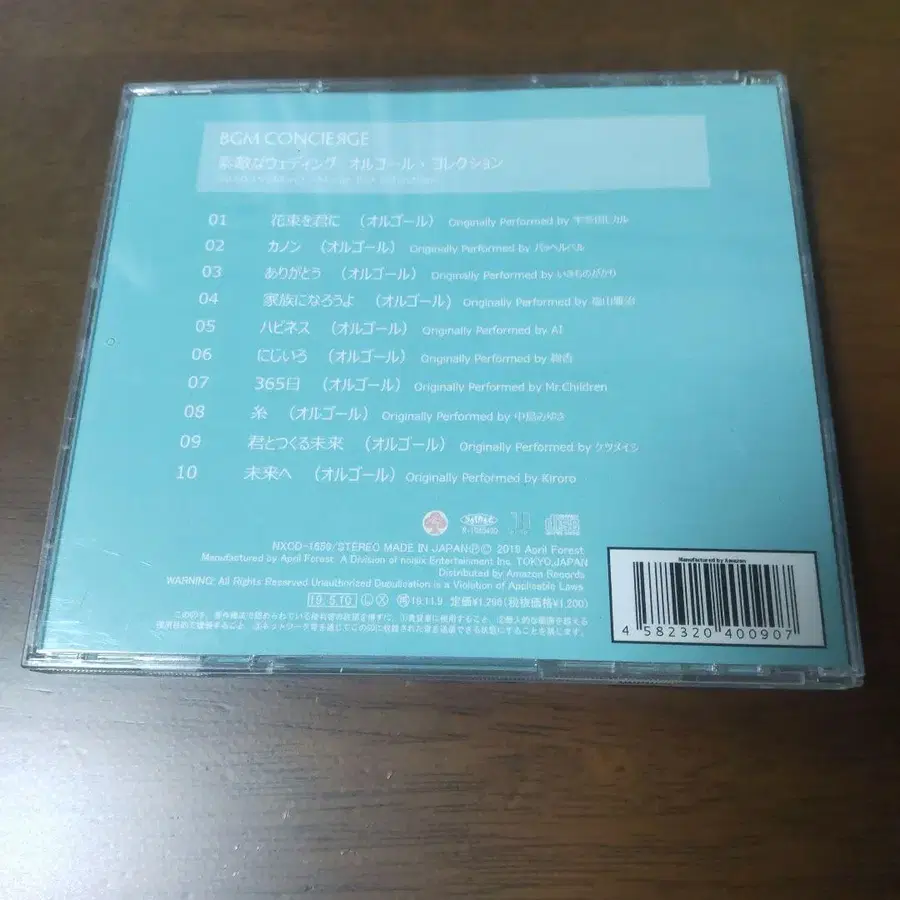 BGM CONCIERGE
素敵なウェディング オルゴール・コレクション
01 花束を君に (オルゴール) Originally Performed by 宇多田ヒカル
02 カノン (オルゴール) Originally Performed by パッヘルベル
03 ありがとう (オルゴール) Originally Performed by いきものがかり
04 家族になろうよ (オルゴール) Originally Performed by 福山雅治
05 ハピネス (オルゴール) Originally Performed by AI
06 にじいろ (オルゴール) Originally Performed by 絢香
07 365日 (オルゴール) Originally Performed by Mr.Children
08 糸 (オルゴール) Originally Performed by 中島みゆき
09 君とつくる未来 (オルゴール) Originally Performed by ケツメイシ
10 未来へ (オルゴール) Originally Performed by Kiroro
STEREO MADE IN JAPAN Ⓟ© April Forest
Manufactured by April Forest A Division of Entertainment Inc. TOKYO,JAPAN
Distributed by Amazon Records
WARNING: All Rights Reserved Unauthorized Duplication is a Violation of Applicable Laws
定価¥1,296(税抜価格¥1,200)
Manufactured by Amazon
4 582320 400907